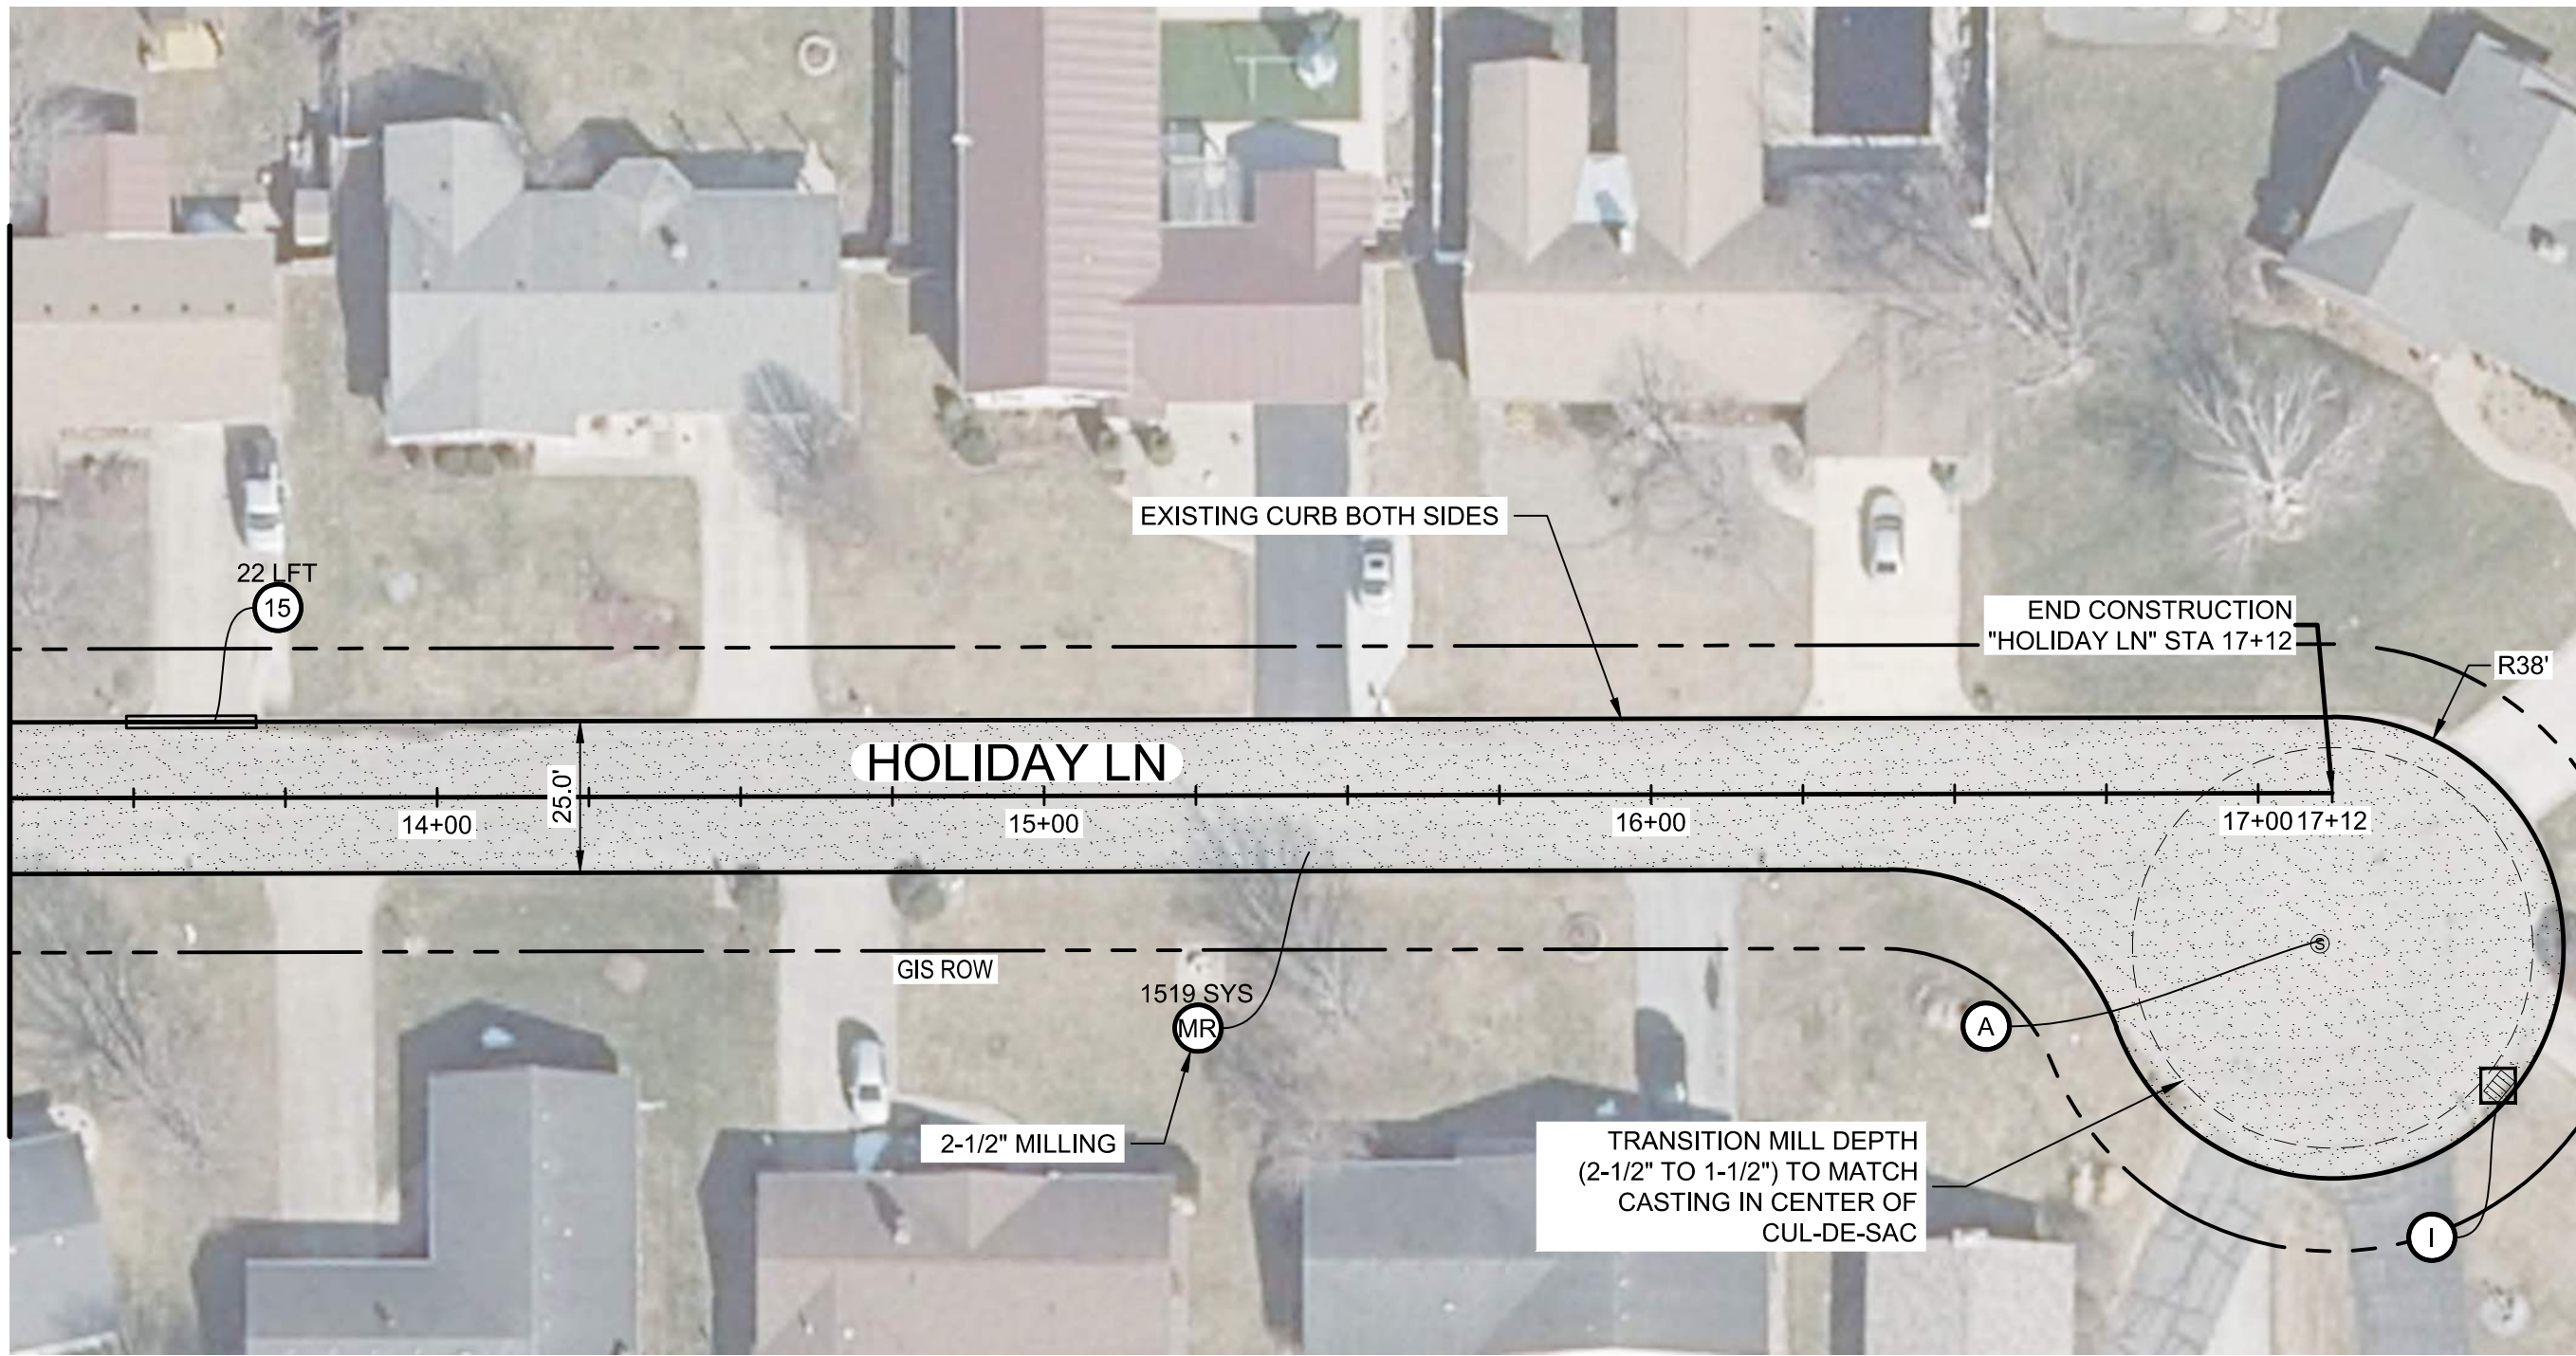 EXISTING CURB BOTH SIDES
22 LFT
15
END CONSTRUCTION
"HOLIDAY LN" STA 17+12
R38'
HOLIDAY LN
25.0'
14+00
15+00
16+00
17+00
17+12
S
GIS ROW
1519 SYS
MR
A
2-1/2" MILLING
TRANSITION MILL DEPTH
(2-1/2" TO 1-1/2") TO MATCH
CASTING IN CENTER OF
CUL-DE-SAC
I